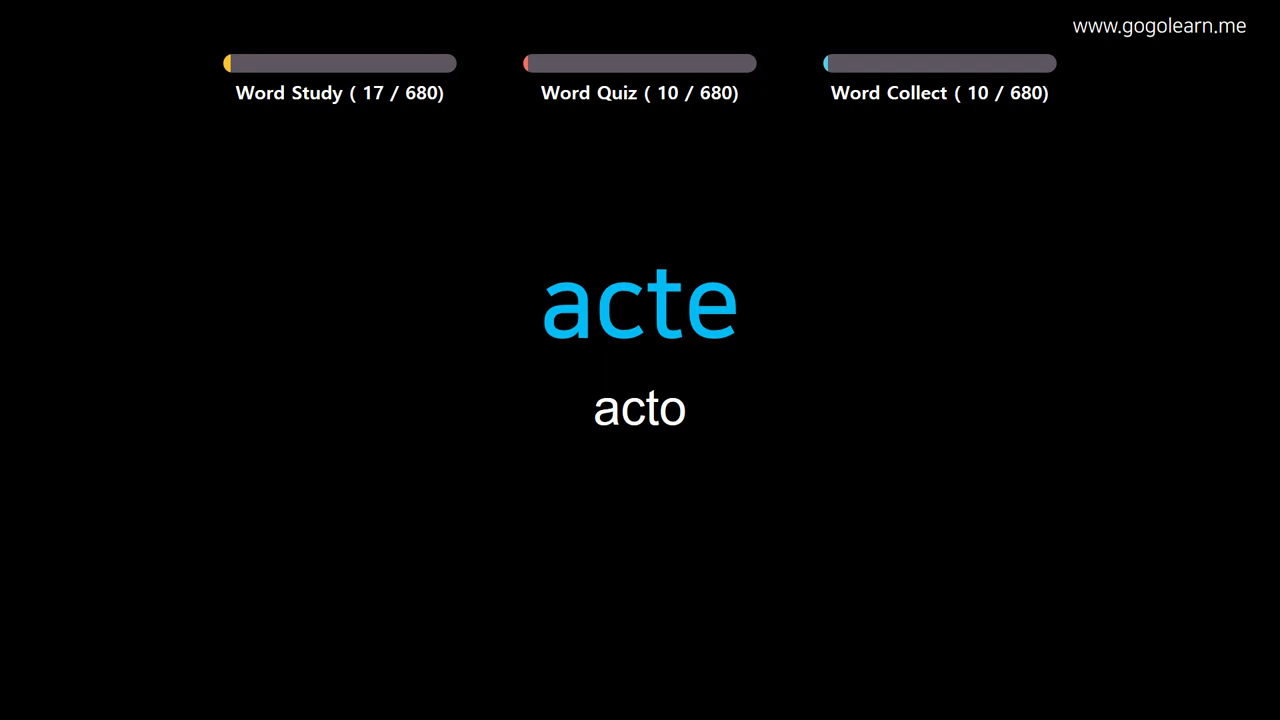 www.gogolearn.me
Word Study ( 17 / 680)
Word Quiz ( 10 / 680)
Word Collect ( 10 / 680)
acte
acto